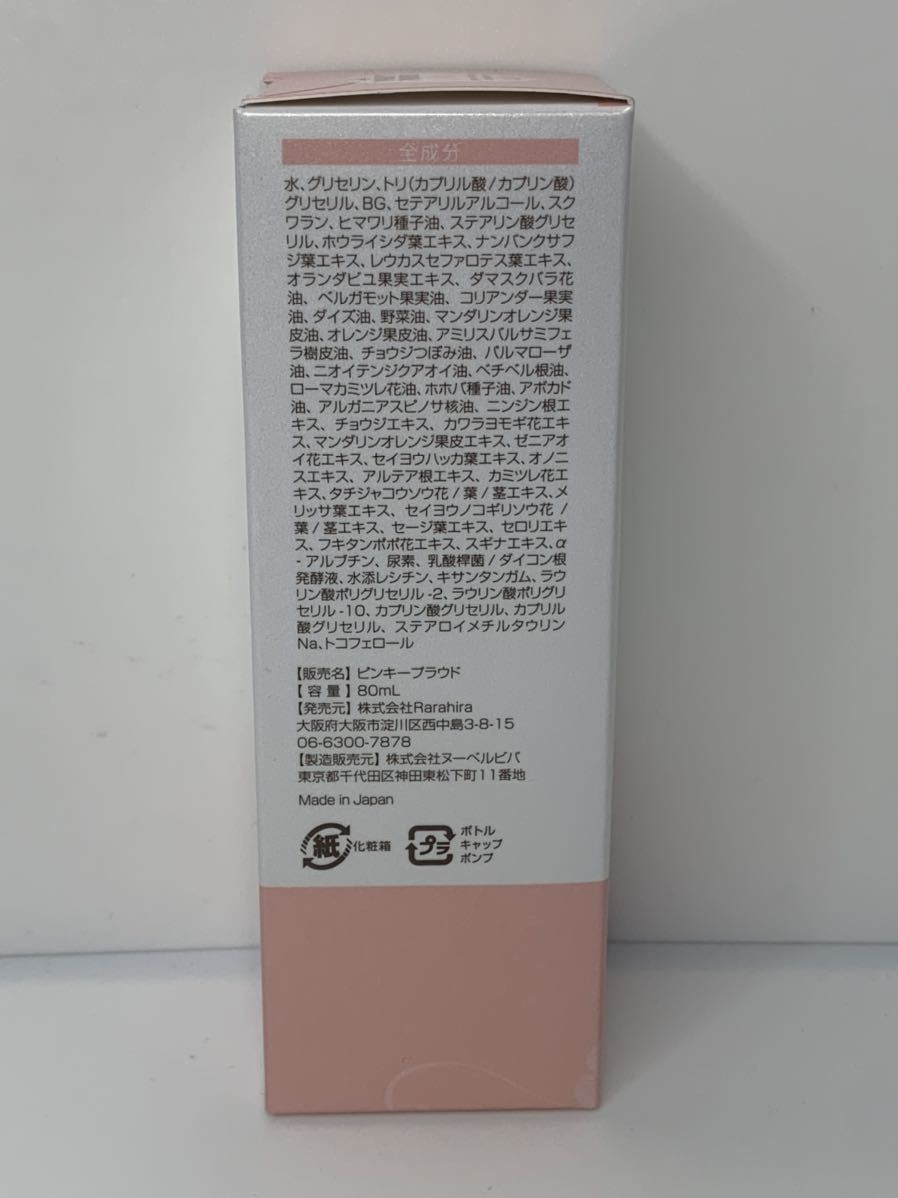 全成分
水、グリセリン、トリ(カプリル酸/カプリン酸)
グリセリル、BG、セテアリルアルコール、スク
ワラン、ヒマワリ種子油、ステアリン酸グリセ
リル、ホウライシダ葉エキス、ナンバンクサフ
ジ葉エキス、レウカスセファロテス葉エキス、
オランダビユ果実エキス、ダマスクバラ花
油、ベルガモット果実油、コリアンダー果実
油、ダイズ油、野菜油、マンダリンオレンジ果
皮油、オレンジ果皮油、アミリスバルサミフェ
ラ樹皮油、チョウジつぼみ油、パルマローザ
油、ニオイテンジクアオイ油、ベチベル根油、
ローマカミツレ花油、ホホバ種子油、アボカド
油、アルガニアスピノサ核油、ニンジン根エ
キス、チョウジエキス、カワラヨモギ花エキ
ス、マンダリンオレンジ果皮エキス、ゼニアオ
イ花エキス、セイヨウハッカ葉エキス、オノニ
スエキス、アルテア根エキス、カミツレ花エ
キス、タチジャコウソウ花/葉/茎エキス、メ
リッサ葉エキス、セイヨウノコギリソウ花/
葉/茎エキス、セージ葉エキス、セロリエキ
ス、フキタンポポ花エキス、スギナエキス、α
-アルブチン、尿素、乳酸桿菌/ダイコン根
発酵液、水添レシチン、キサンタンガム、ラウ
リン酸ポリグリセリル-2、ラウリン酸ポリグリ
セリル-10、カプリン酸グリセリル、カプリル
酸グリセリル、ステアロイルメチルタウリン
Na、トコフェロール
【販売名】ピンキープラウド
【容量】80mL
【発売元】株式会社Rarahira
大阪府大阪市淀川区西中島3-8-15
06-6300-7878
【製造販売元】株式会社ヌーベルビバ
東京都千代田区神田東松下町11番地
Made in Japan
紙 化粧箱
プラ ボトル
キャップ
ポンプ